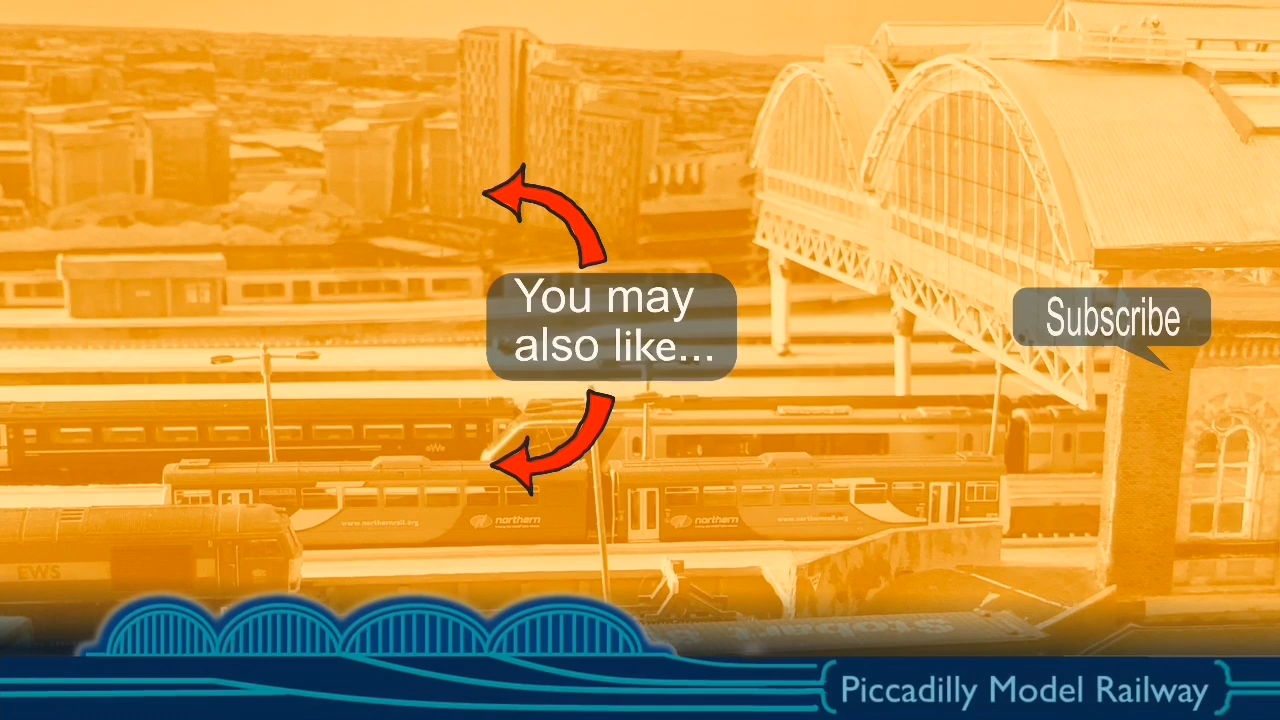 You may
also like...
Subscribe
www.northernrail.org
northern
northern
www.northernrail.org
EWS
Piccadilly Model Railway